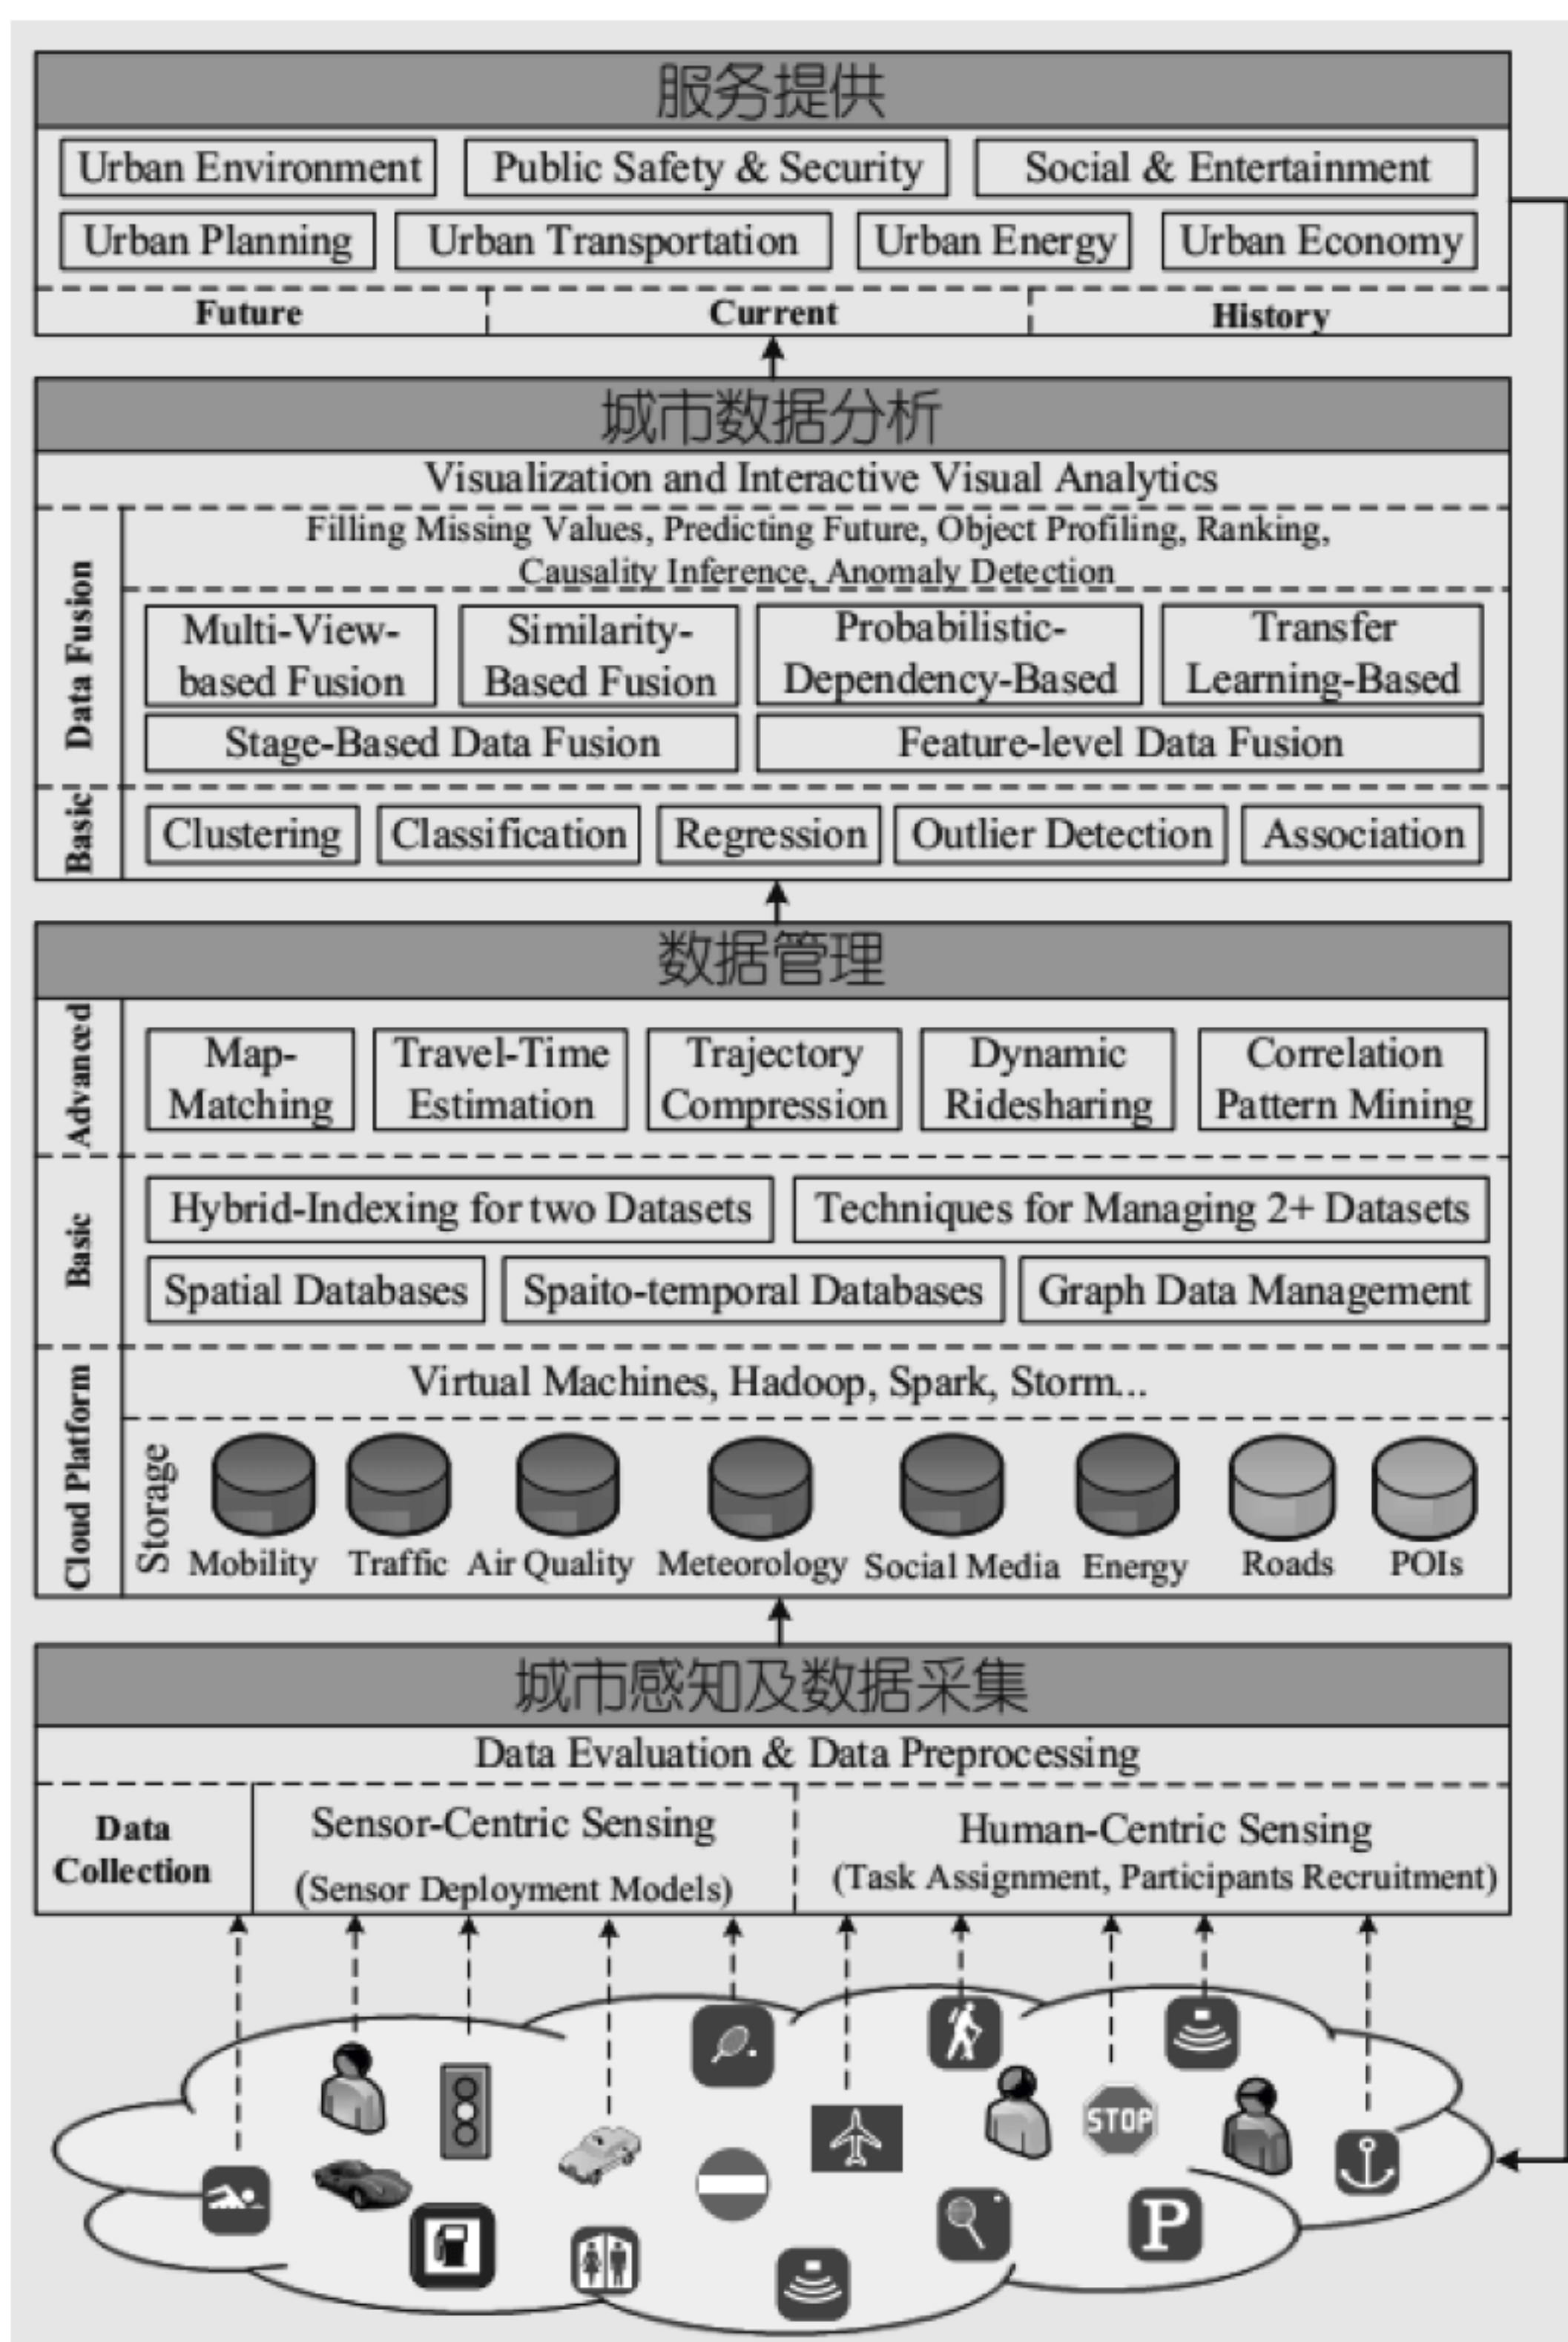 服务提供
Urban Environment
Public Safety & Security
Social & Entertainment
Urban Planning
Urban Transportation
Urban Energy
Urban Economy
Future
Current
History
城市数据分析
Visualization and Interactive Visual Analytics
Data Fusion
Filling Missing Values, Predicting Future, Object Profiling, Ranking,
Causality Inference, Anomaly Detection
Multi-View-
based Fusion
Similarity-
Based Fusion
Probabilistic-
Dependency-Based
Transfer
Learning-Based
Stage-Based Data Fusion
Feature-level Data Fusion
Basic
Clustering
Classification
Regression
Outlier Detection
Association
数据管理
Advanced
Map-
Matching
Travel-Time
Estimation
Trajectory
Compression
Dynamic
Ridesharing
Correlation
Pattern Mining
Basic
Hybrid-Indexing for two Datasets
Techniques for Managing 2+ Datasets
Spatial Databases
Spaito-temporal Databases
Graph Data Management
Cloud Platform
Virtual Machines, Hadoop, Spark, Storm...
Storage
Mobility
Traffic
Air Quality
Meteorology
Social Media
Energy
Roads
POIs
城市感知及数据采集
Data Evaluation & Data Preprocessing
Data
Collection
Sensor-Centric Sensing
(Sensor Deployment Models)
Human-Centric Sensing
(Task Assignment, Participants Recruitment)
STOP
P